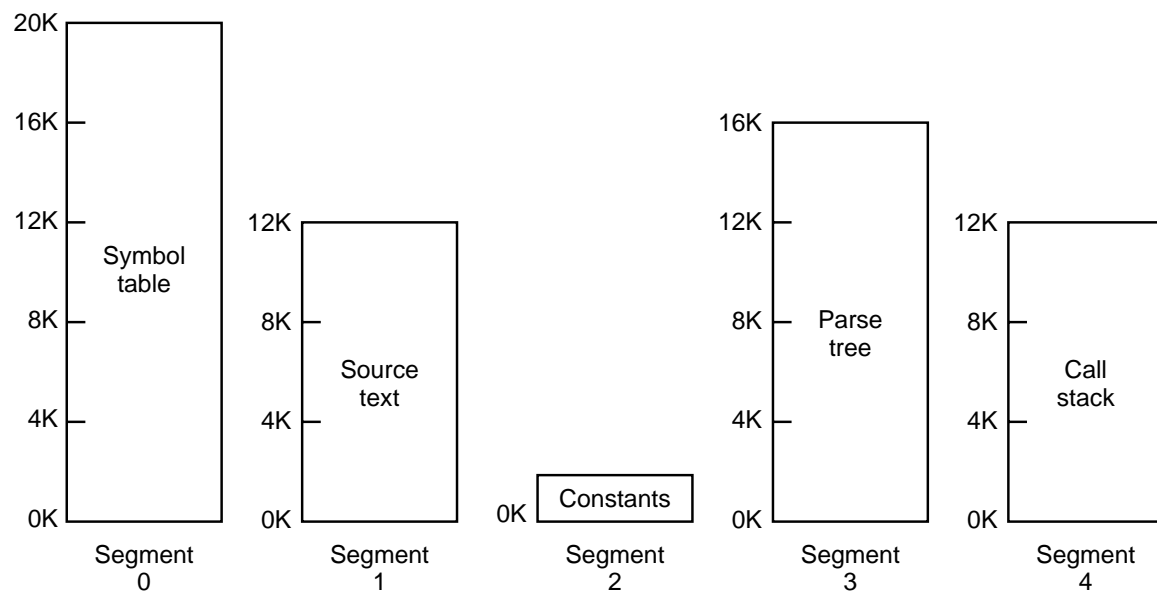 20K
16K
12K
8K
4K
0K
Symbol
table
Segment
0
12K
8K
4K
0K
Source
text
Segment
1
0K
Constants
Segment
2
16K
12K
8K
4K
0K
Parse
tree
Segment
3
12K
8K
4K
0K
Call
stack
Segment
4